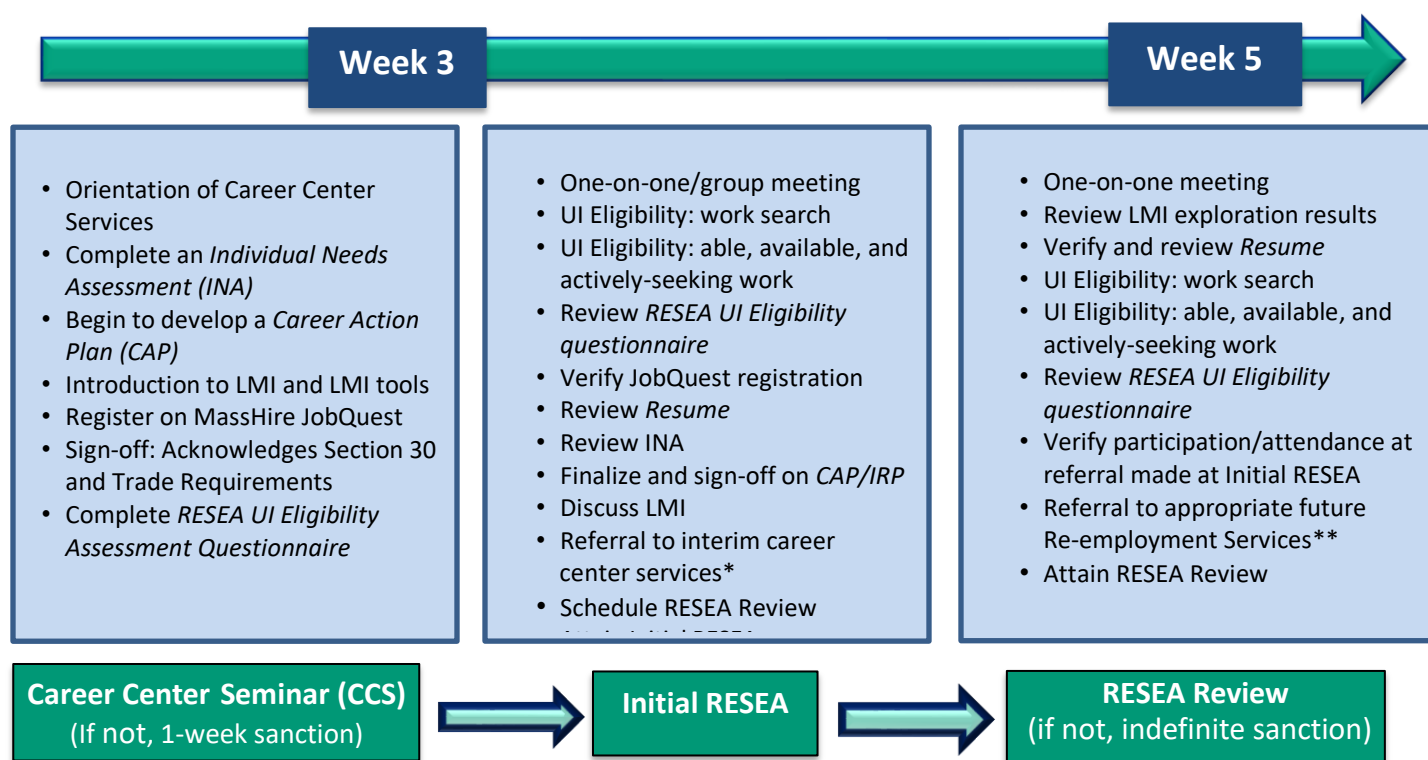 Week 3
Week 5
• Orientation of Career Center
Services
• Complete an Individual Needs
Assessment (INA)
• Begin to develop a Career Action
Plan (CAP)
• Introduction to LMI and LMI tools
• Register on MassHire JobQuest
• Sign-off: Acknowledges Section 30
and Trade Requirements
• Complete RESEA UI Eligibility
Assessment Questionnaire
• One-on-one/group meeting
• UI Eligibility: work search
• UI Eligibility: able, available, and
actively-seeking work
• Review RESEA UI Eligibility
questionnaire
• Verify JobQuest registration
• Review Resume
• Review INA
• Finalize and sign-off on CAP/IRP
• Discuss LMI
• Referral to interim career
center services*
• Schedule RESEA Review
• One-on-one meeting
• Review LMI exploration results
• Verify and review Resume
• UI Eligibility: work search
• UI Eligibility: able, available, and
actively-seeking work
• Review RESEA UI Eligibility
questionnaire
• Verify participation/attendance at
referral made at Initial RESEA
• Referral to appropriate future
Re-employment Services**
• Attain RESEA Review
Career Center Seminar (CCS)
(If not, 1-week sanction)
Initial RESEA
RESEA Review
(if not, indefinite sanction)